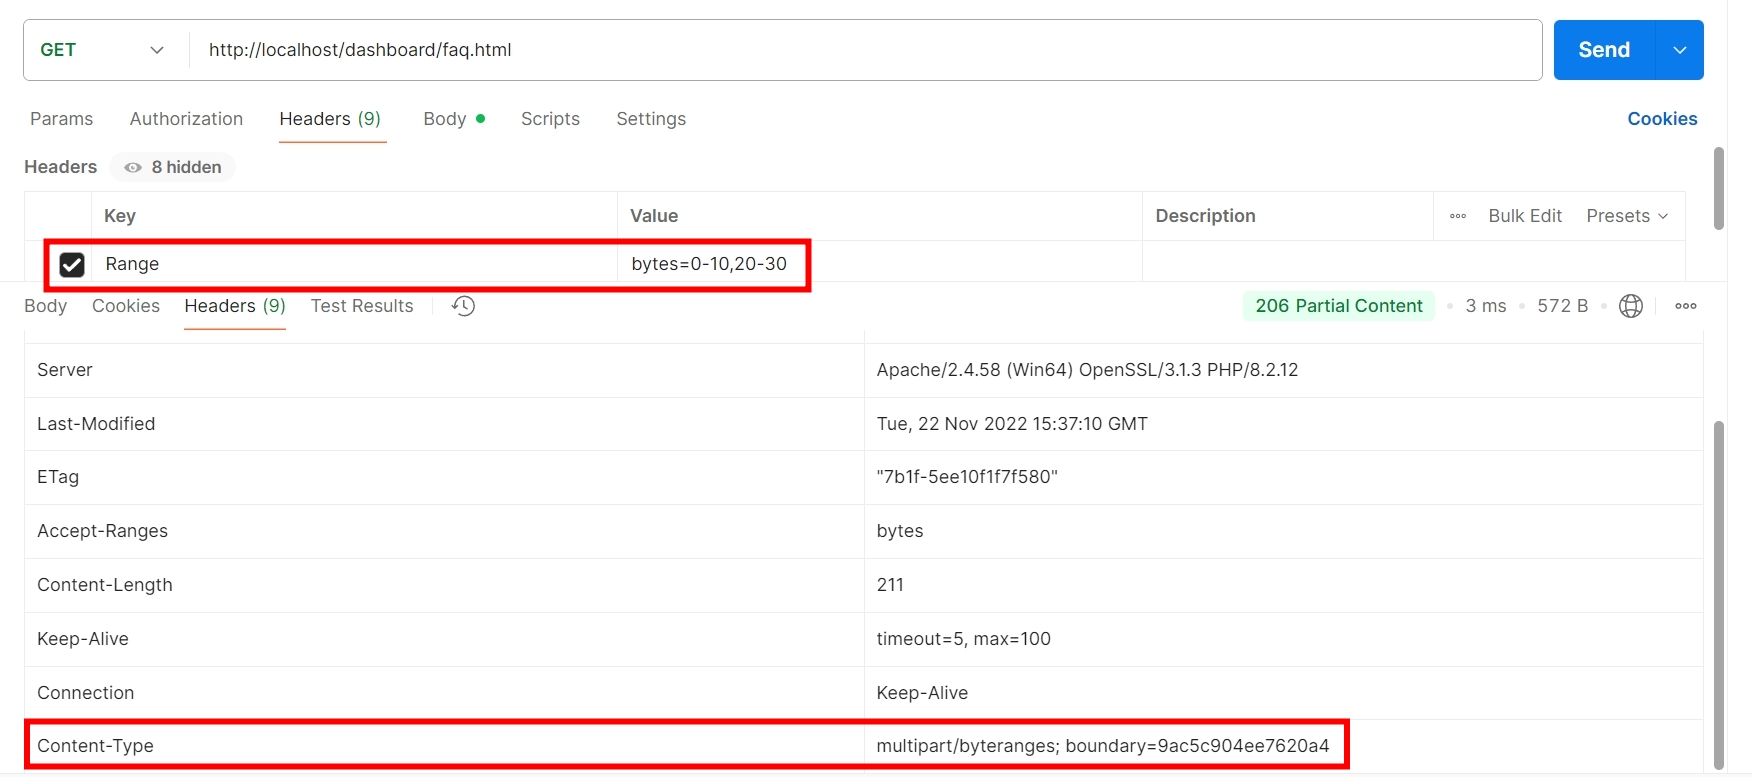 GET http://localhost/dashboard/faq.html Send
Params Authorization Headers (9) Body Scripts Settings Cookies
Headers 8 hidden
Key Value Description Bulk Edit Presets
Range bytes=0-10,20-30
Body Cookies Headers (9) Test Results 206 Partial Content 3 ms 572 B
Server Apache/2.4.58 (Win64) OpenSSL/3.1.3 PHP/8.2.12
Last-Modified Tue, 22 Nov 2022 15:37:10 GMT
ETag "7b1f-5ee10f1f7f580"
Accept-Ranges bytes
Content-Length 211
Keep-Alive timeout=5, max=100
Connection Keep-Alive
Content-Type multipart/byteranges; boundary=9ac5c904ee7620a4